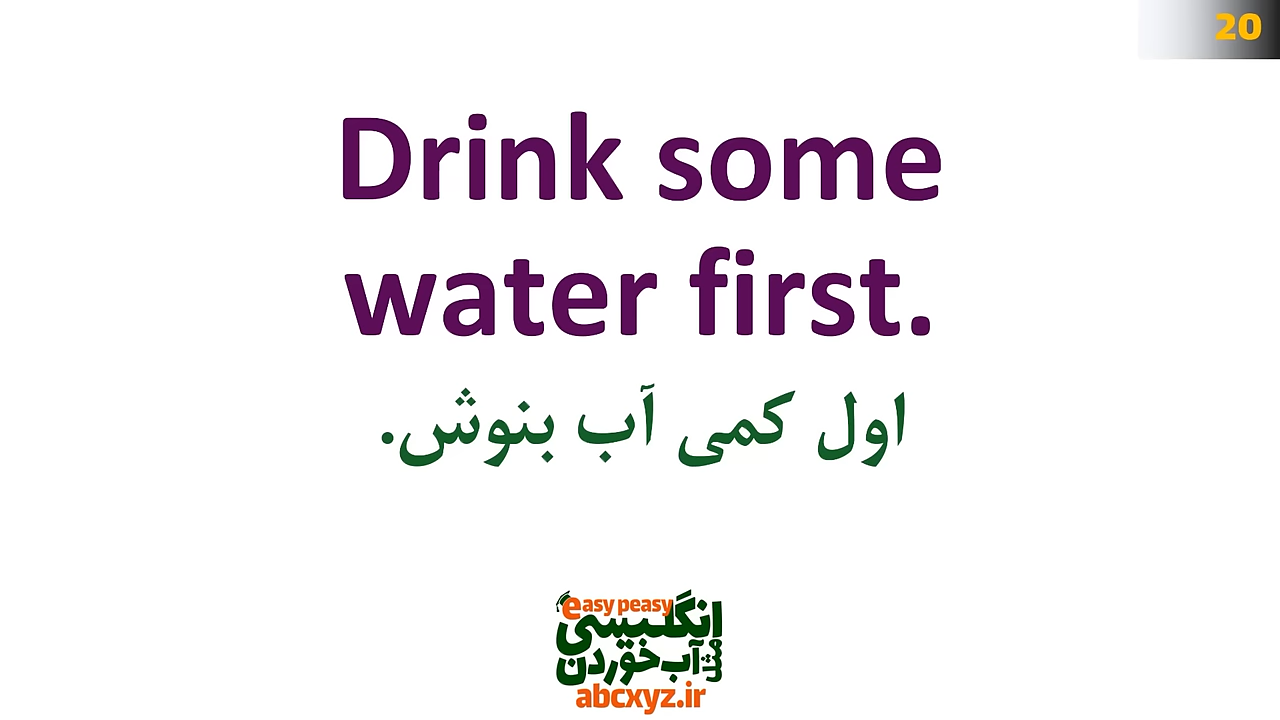 20
Drink some
water first.
اول کمی آب بنوش.
easy peasy
انگلیسی
مثل
آب خوردن
abcxyz.ir